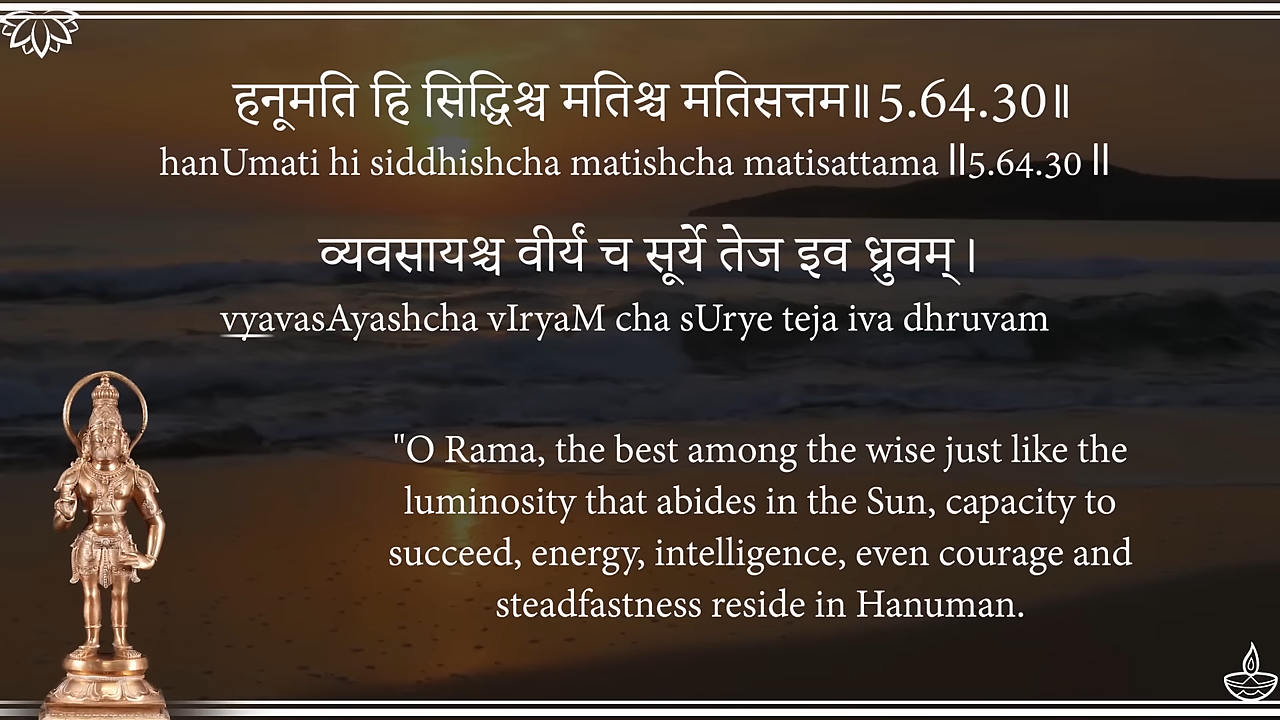 हनूमति हि सिद्धिश्च मतिश्च मतिसत्तम॥5.64.30॥
hanUmati hi siddhishcha matishcha matisattama ||5.64.30 ||
व्यवसायश्च वीर्यं च सूर्ये तेज इव ध्रुवम्।
vyavasAyashcha vIryaM cha sUrye teja iva dhruvam
"O Rama, the best among the wise just like the
luminosity that abides in the Sun, capacity to
succeed, energy, intelligence, even courage and
steadfastness reside in Hanuman.